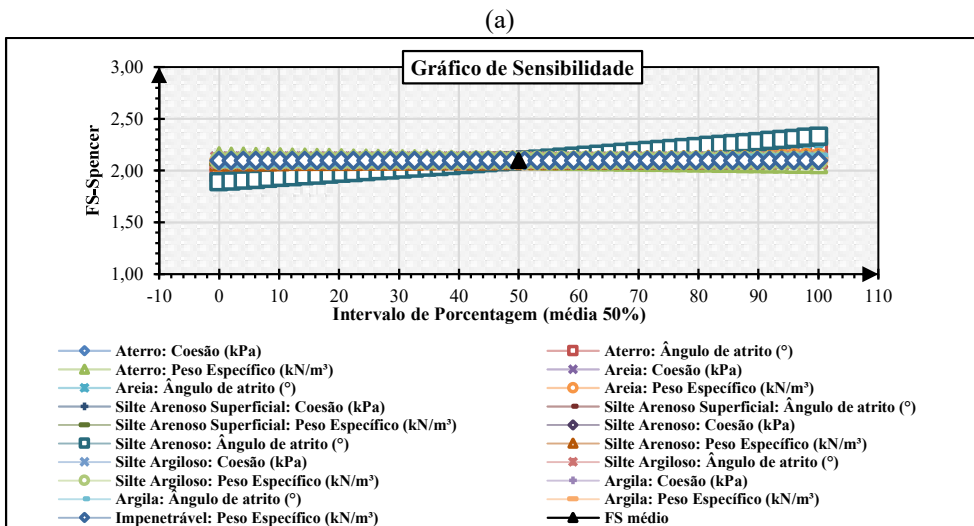 (a)
Gráfico de Sensibilidade
3,00
2,50
2,00
1,50
1,00
FS-Spencer
-10 0 10 20 30 40 50 60 70 80 90 100 110
Intervalo de Porcentagem (média 50%)
Aterro: Coesão (kPa) Aterro: Ângulo de atrito (°)
Aterro: Peso Específico (kN/m³) Areia: Coesão (kPa)
Areia: Ângulo de atrito (°) Areia: Peso Específico (kN/m³)
Silte Arenoso Superficial: Coesão (kPa) Silte Arenoso Superficial: Ângulo de atrito (°)
Silte Arenoso Superficial: Peso Específico (kN/m³) Silte Arenoso: Coesão (kPa)
Silte Arenoso: Ângulo de atrito (°) Silte Arenoso: Peso Específico (kN/m³)
Silte Argiloso: Coesão (kPa) Silte Argiloso: Ângulo de atrito (°)
Silte Argiloso: Peso Específico (kN/m³) Argila: Coesão (kPa)
Argila: Ângulo de atrito (°) Argila: Peso Específico (kN/m³)
Impenetrável: Peso Específico (kN/m³) FS médio